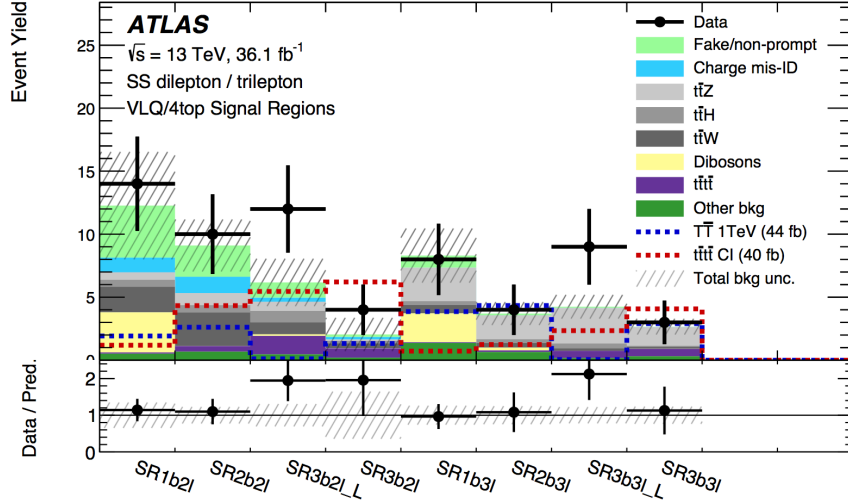 Event Yield
25
20
15
10
5
0
ATLAS
√s = 13 TeV, 36.1 fb⁻¹
SS dilepton / trilepton
VLQ/4top Signal Regions
Data
Fake/non-prompt
Charge mis-ID
tt̄Z
tt̄H
tt̄W
Dibosons
tt̄tt̄
Other bkg
TT̄ 1TeV (44 fb)
tt̄tt̄ CI (40 fb)
Total bkg unc.
Data / Pred.
2
1
0
SR1b2l
SR2b2l
SR3b2l_L
SR3b2l
SR1b3l
SR2b3l
SR3b3l_L
SR3b3l